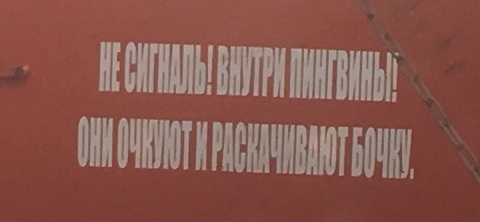 НЕ СИГНАЛЬ! ВНУТРИ ПИНГВИНЫ!
ОНИ ОЧКУЮТ И РАСКАЧИВАЮТ БОЧКУ.